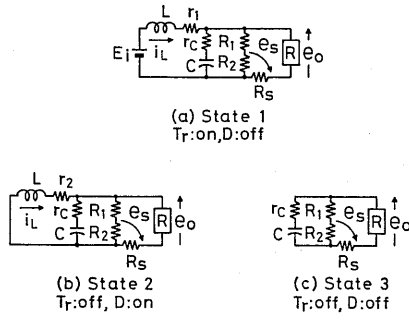 L r1
Ei iL rC R1 C R2 es RS R eo
(a) State 1
Tr:on,D:off
L r2
iL rC R1 C R2 es RS R eo
(b) State 2
Tr:off, D:on
rC R1 C R2 es RS R eo
(c) State 3
Tr:off, D:off